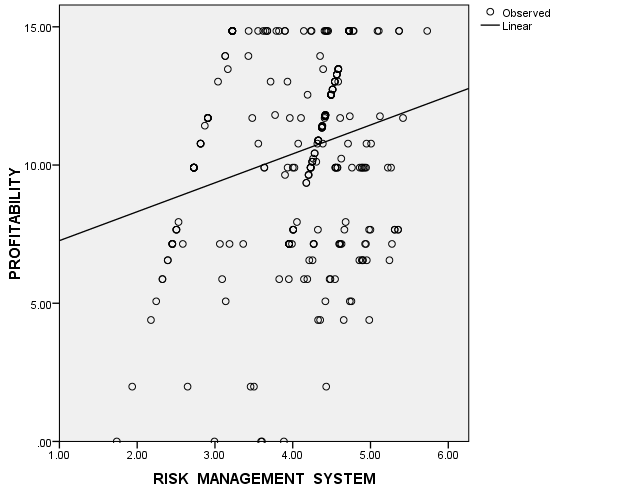 Observed
Linear
15.00
10.00
5.00
.00
PROFITABILITY
1.00 2.00 3.00 4.00 5.00 6.00
RISK MANAGEMENT SYSTEM